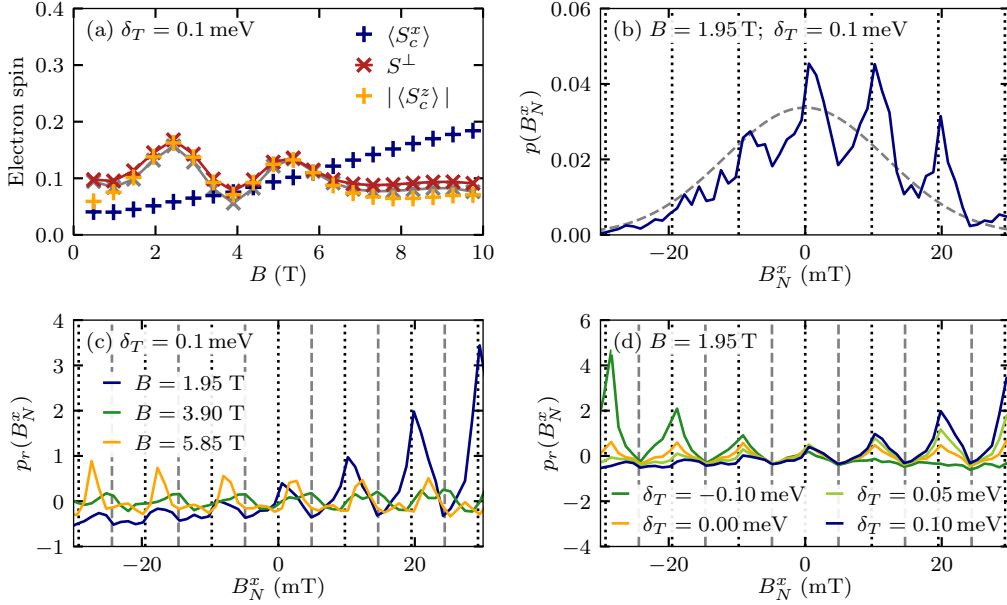 (a) δ_T = 0.1 meV
⟨S_c^x⟩
S^⊥
| ⟨S_c^z⟩ |
Electron spin
0.4
0.3
0.2
0.1
0.0
0 2 4 6 8 10
B (T)
(b) B = 1.95 T; δ_T = 0.1 meV
p(B_N^x)
0.06
0.04
0.02
0.00
−20 0 20
B_N^x (mT)
(c) δ_T = 0.1 meV
B = 1.95 T
B = 3.90 T
B = 5.85 T
p_r(B_N^x)
4
3
2
1
0
−1
−20 0 20
B_N^x (mT)
(d) B = 1.95 T
p_r(B_N^x)
6
4
2
0
−2
−4
δ_T = −0.10 meV
δ_T = 0.00 meV
δ_T = 0.05 meV
δ_T = 0.10 meV
−20 0 20
B_N^x (mT)